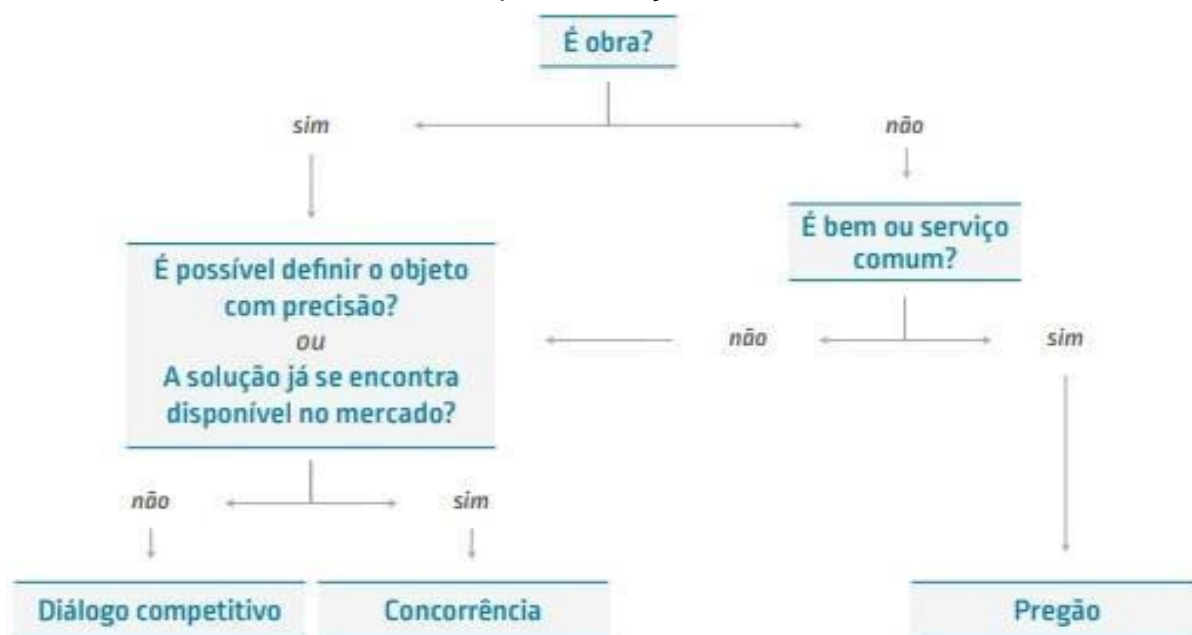 É obra?
sim
não
É bem ou serviço
comum?
É possível definir o objeto
com precisão?
ou
A solução já se encontra
disponível no mercado?
não
sim
não
sim
Diálogo competitivo
Concorrência
Pregão